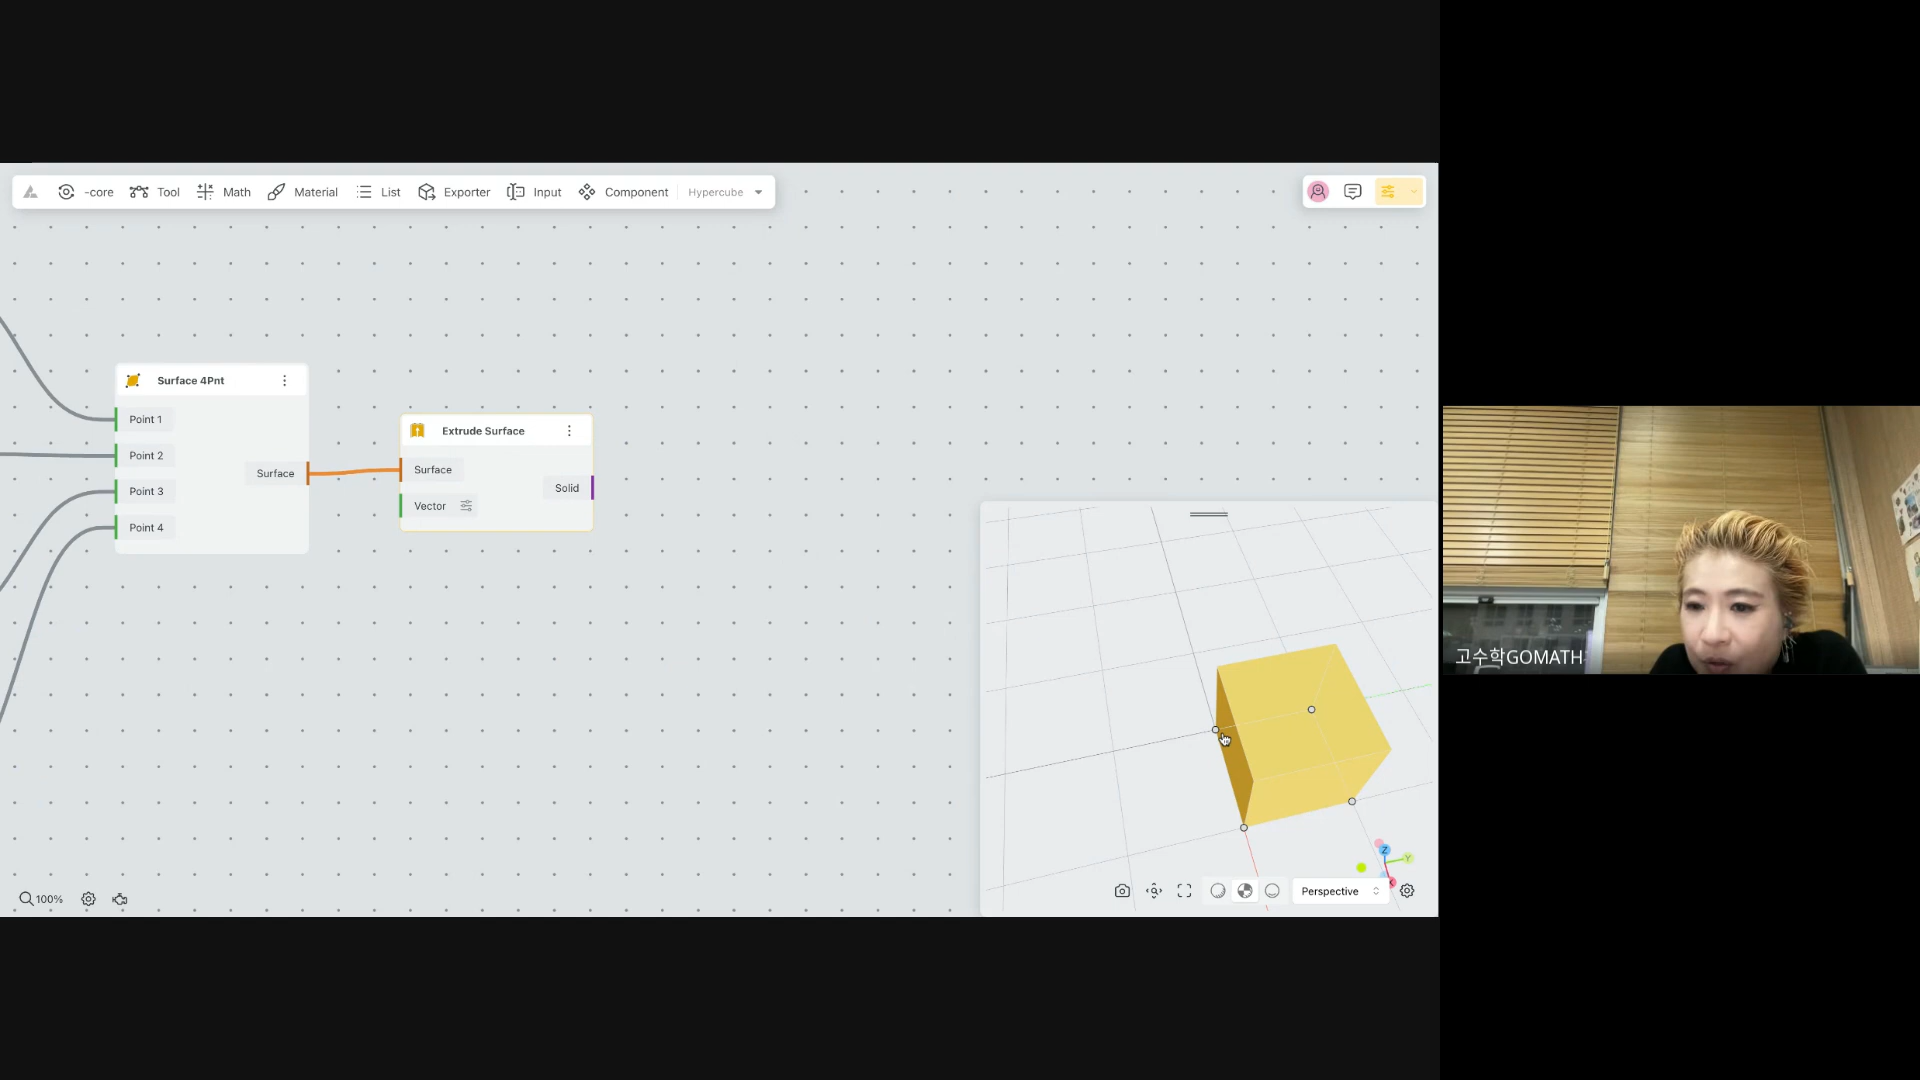 -core Tool Math Material List Exporter Input Component Hypercube
Surface 4Pnt
Point 1
Point 2
Surface
Point 3
Point 4
Extrude Surface
Surface
Solid
Vector
Z
Y
X
100%
Perspective
고수학GOMATH